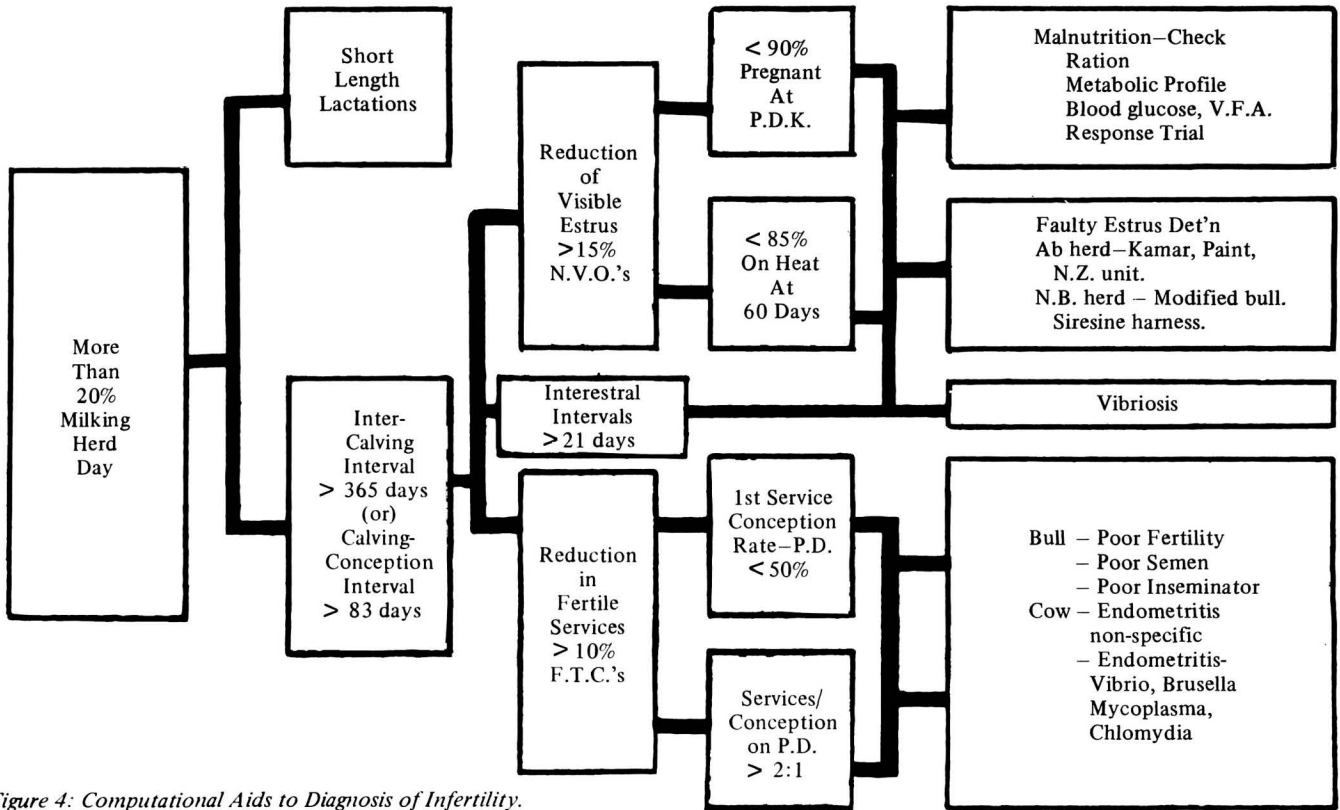 More
Than
20%
Milking
Herd
Day
Short
Length
Lactations
Inter-
Calving
Interval
> 365 days
(or)
Calving-
Conception
Interval
> 83 days
Reduction
of
Visible
Estrus
>15%
N.V.O.'s
Interestral
Intervals
>21 days
Reduction
in
Fertile
Services
> 10%
F.T.C.'s
< 90%
Pregnant
At
P.D.K.
< 85%
On Heat
At
60 Days
1st Service
Conception
Rate–P.D.
<50%
Services/
Conception
on P.D.
> 2:1
Malnutrition–Check
Ration
Metabolic Profile
Blood glucose, V.F.A.
Response Trial
Faulty Estrus Det'n
Ab herd–Kamar, Paint,
N.Z. unit.
N.B. herd – Modified bull.
Siresine harness.
Vibriosis
Bull – Poor Fertility
– Poor Semen
– Poor Inseminator
Cow – Endometritis
non-specific
– Endometritis-
Vibrio, Brusella
Mycoplasma,
Chlomydia
Figure 4: Computational Aids to Diagnosis of Infertility.